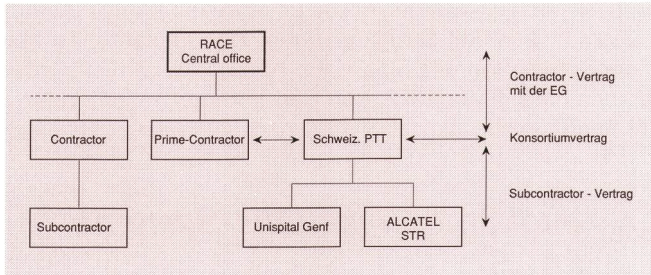 RACE
Central office
Contractor - Vertrag
mit der EG
Contractor
Prime-Contractor
Schweiz. PTT
Konsortiumvertrag
Subcontractor - Vertrag
Subcontractor
Unispital Genf
ALCATEL
STR